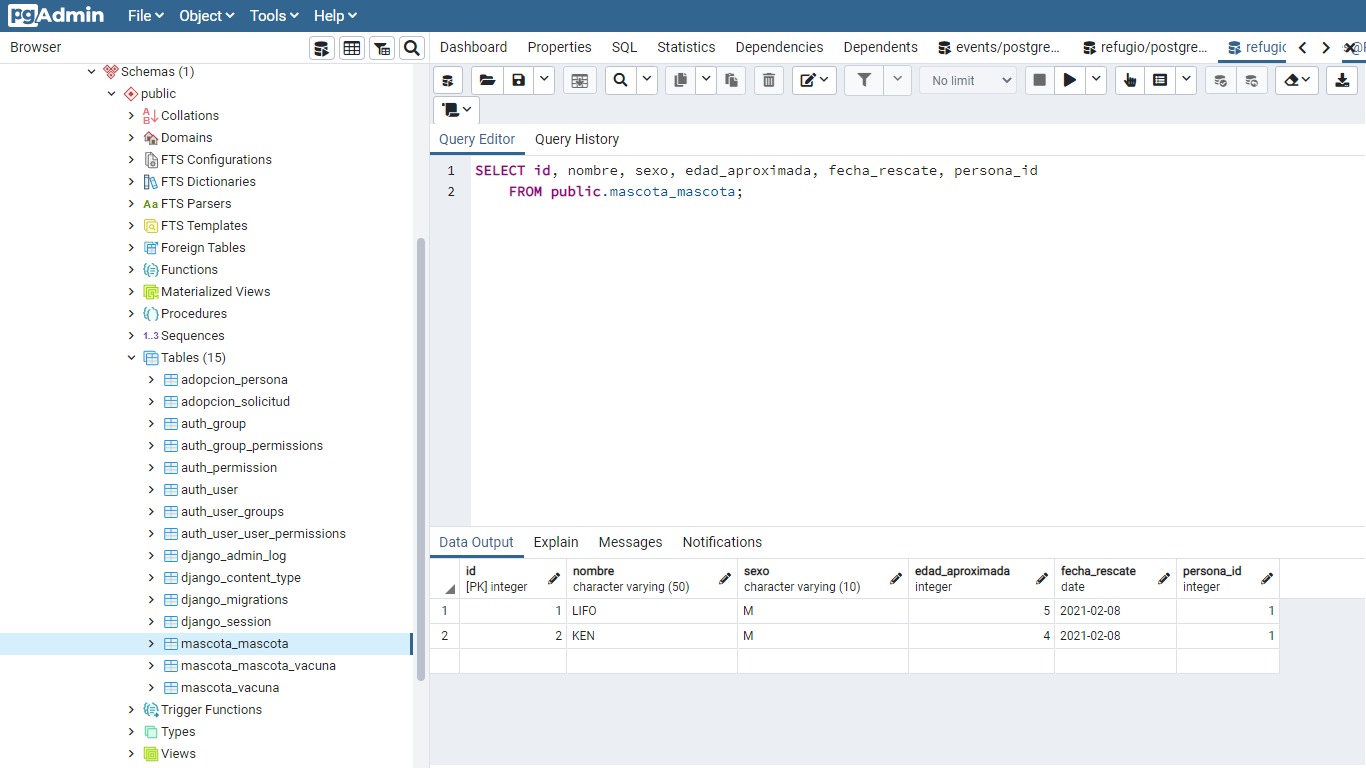 pgAdmin File Object Tools Help
Browser
Dashboard Properties SQL Statistics Dependencies Dependents events/postgre... refugio/postgre... refugio
Schemas (1)
public
Collations
Domains
FTS Configurations
FTS Dictionaries
FTS Parsers
FTS Templates
Foreign Tables
Functions
Materialized Views
Procedures
1..3 Sequences
Tables (15)
adopcion_persona
adopcion_solicitud
auth_group
auth_group_permissions
auth_permission
auth_user
auth_user_groups
auth_user_user_permissions
django_admin_log
django_content_type
django_migrations
django_session
mascota_mascota
mascota_mascota_vacuna
mascota_vacuna
Trigger Functions
Types
Views
No limit
Query Editor Query History
1 SELECT id, nombre, sexo, edad_aproximada, fecha_rescate, persona_id
2 FROM public.mascota_mascota;
Data Output Explain Messages Notifications
id nombre sexo edad_aproximada fecha_rescate persona_id
[PK] integer character varying (50) character varying (10) integer date integer
1 1 LIFO M 5 2021-02-08 1
2 2 KEN M 4 2021-02-08 1